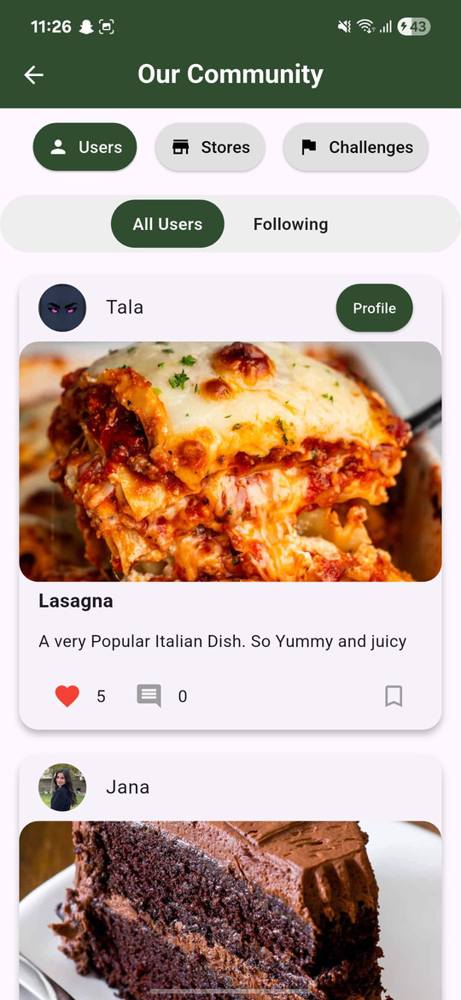 11:26
43
Our Community
Users
Stores
Challenges
All Users
Following
Tala
Profile
Lasagna
A very Popular Italian Dish. So Yummy and juicy
5
0
Jana